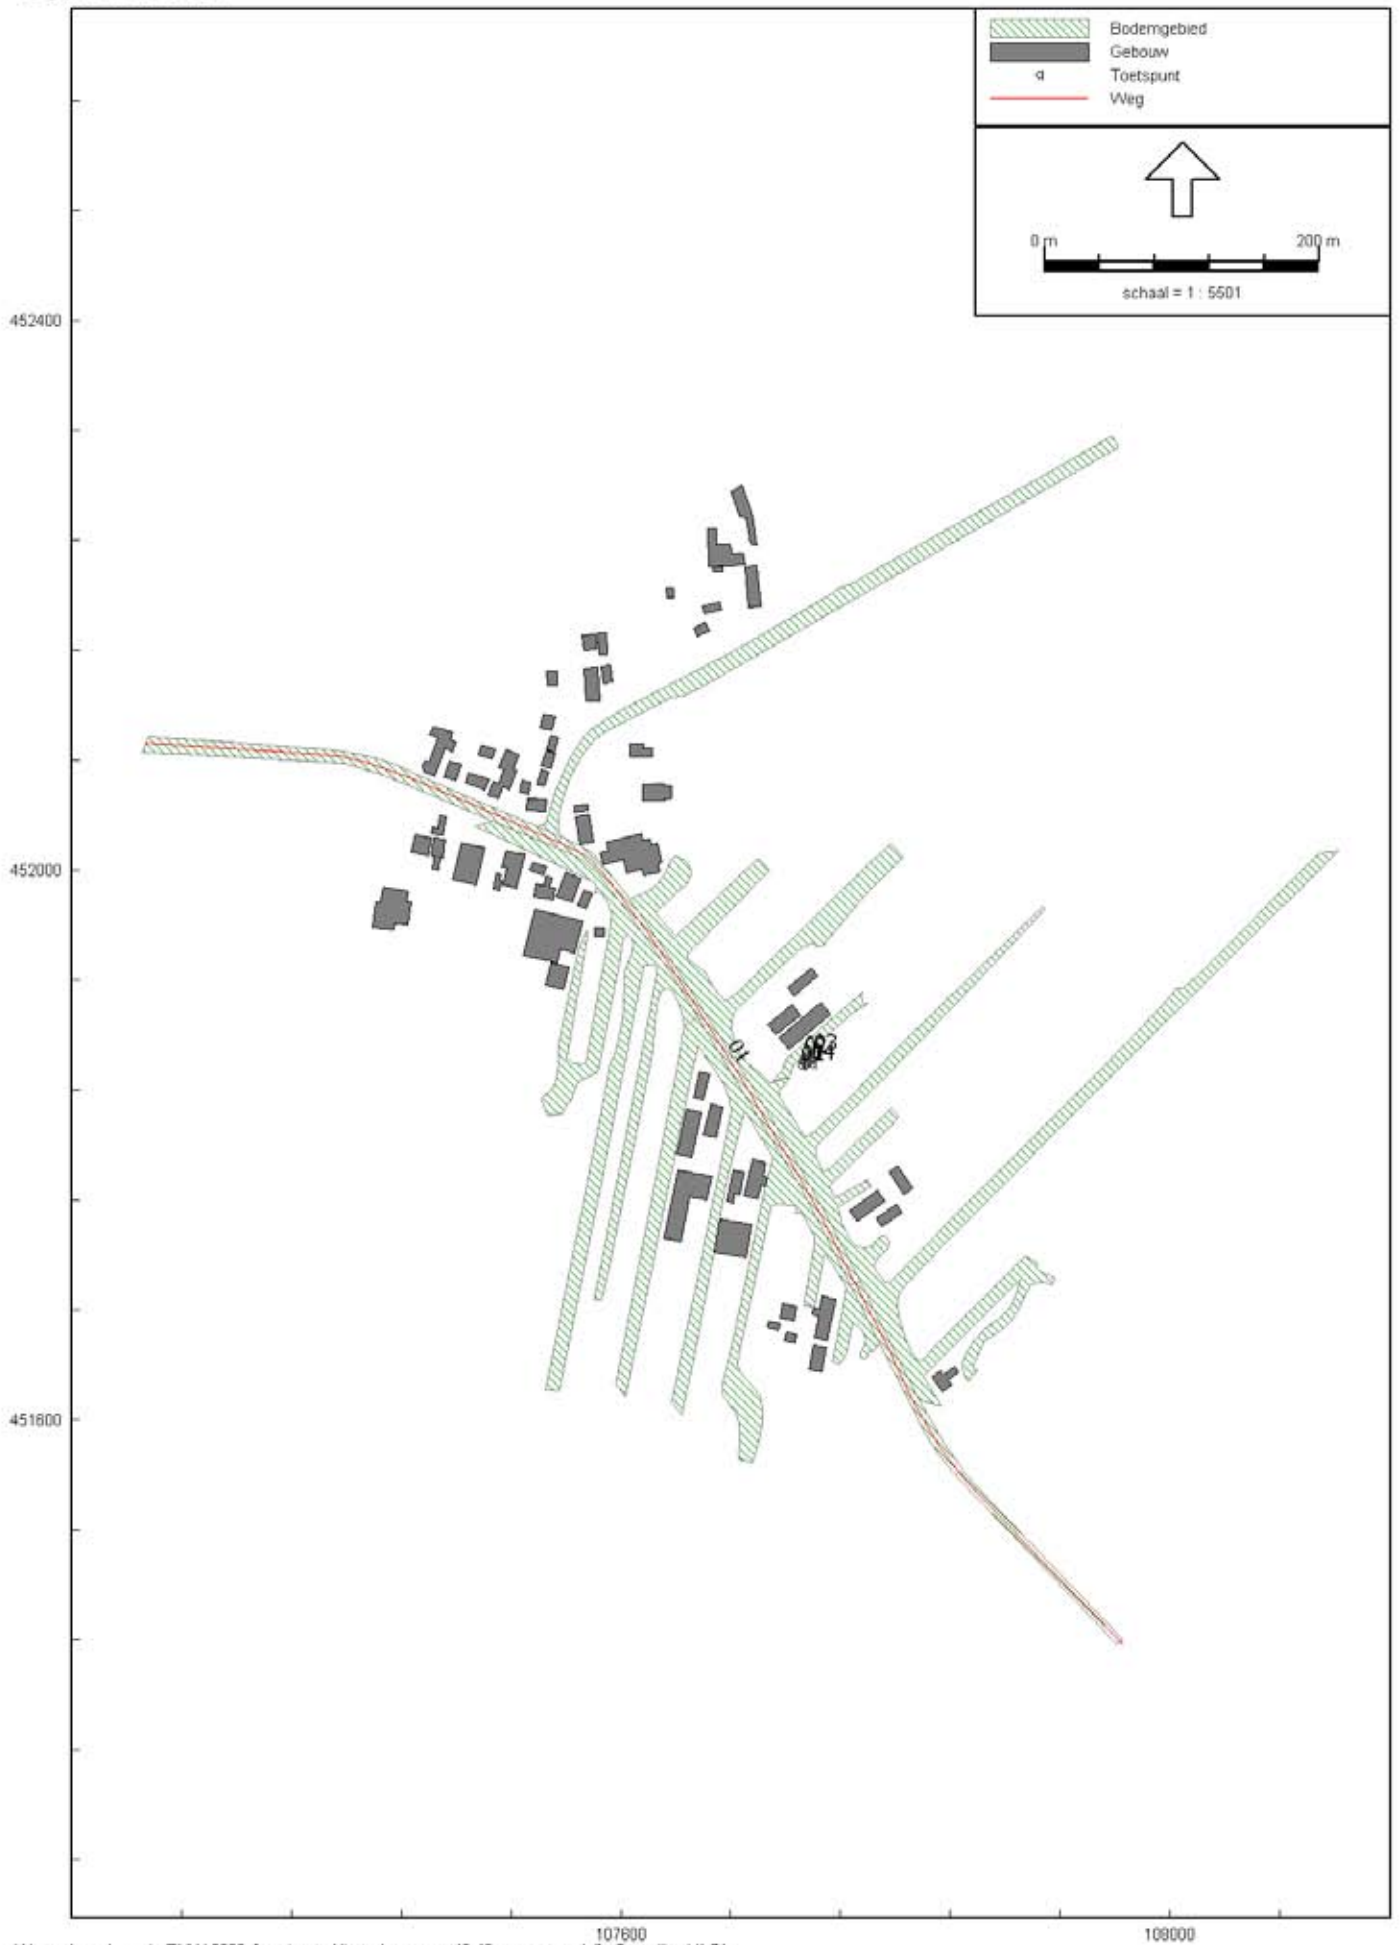 Bodemgebied
Gebouw
Toetspunt
Weg
0 m 200 m
schaal = 1 : 5501
452400
452000
01
451600
107600 108000